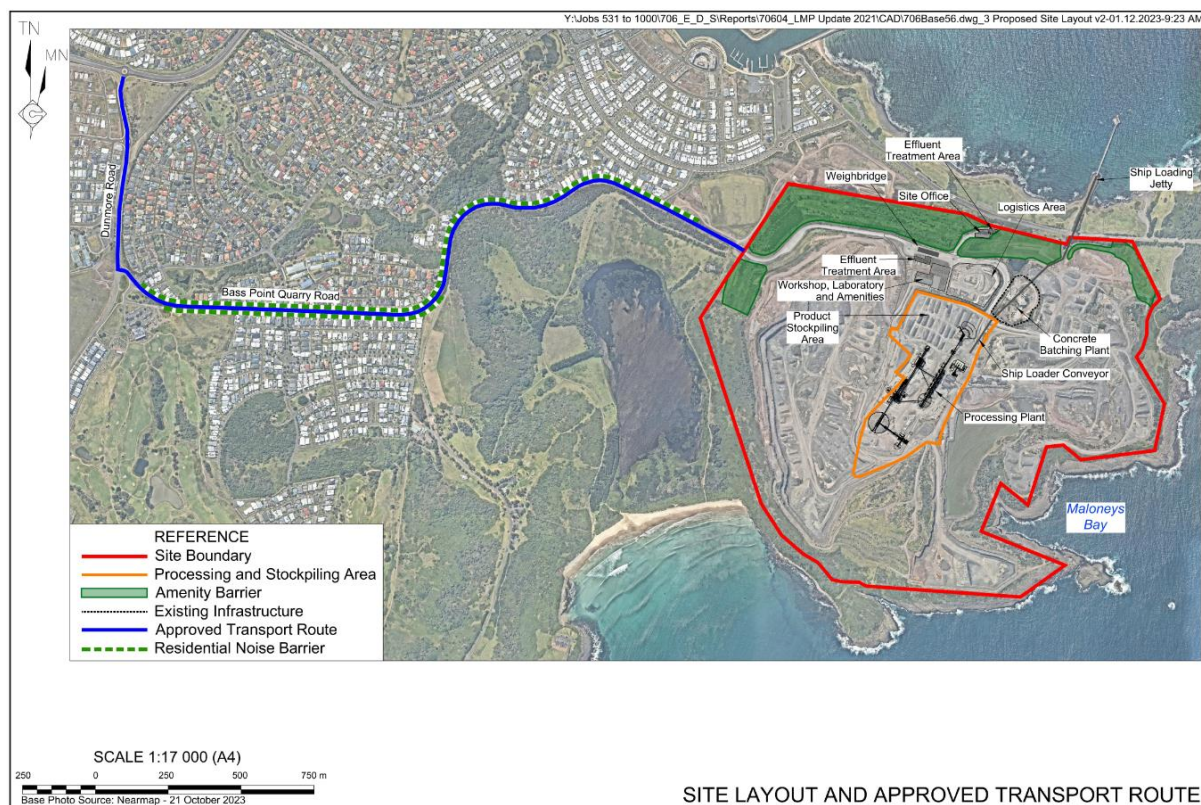 Y:\Jobs 531 to 1000\706_E_D_S\Reports\70604_LMP Update 2021\CAD\706Base56.dwg_3 Proposed Site Layout v2-01.12.2023-9:23 AM
TN
MN
Dunmore Road
Bass Point Quarry Road
Effluent
Treatment Area
Weighbridge
Site Office
Logistics Area
Ship Loading
Jetty
Effluent
Treatment Area
Workshop, Laboratory
and Amenities
Product
Stockpiling
Area
Concrete
Batching Plant
Ship Loader Conveyor
Processing Plant
Maloneys
Bay
REFERENCE
Site Boundary
Processing and Stockpiling Area
Amenity Barrier
Existing Infrastructure
Approved Transport Route
Residential Noise Barrier
SCALE 1:17 000 (A4)
250 0 250 500 750 m
Base Photo Source: Nearmap - 21 October 2023
SITE LAYOUT AND APPROVED TRANSPORT ROUTE